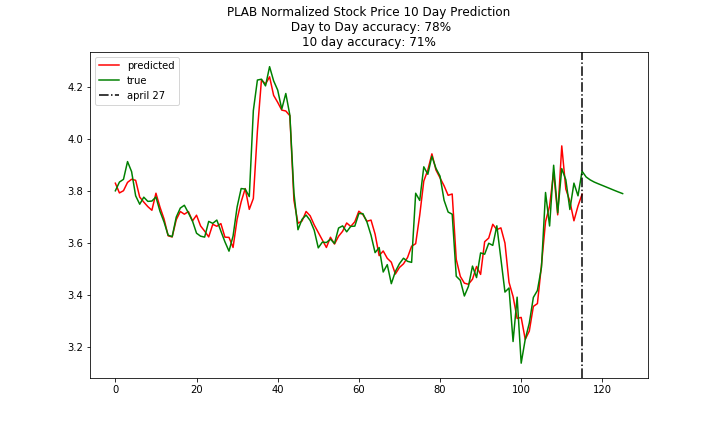 PLAB Normalized Stock Price 10 Day Prediction
Day to Day accuracy: 78%
10 day accuracy: 71%
predicted
true
april 27
4.2
4.0
3.8
3.6
3.4
3.2
0 20 40 60 80 100 120